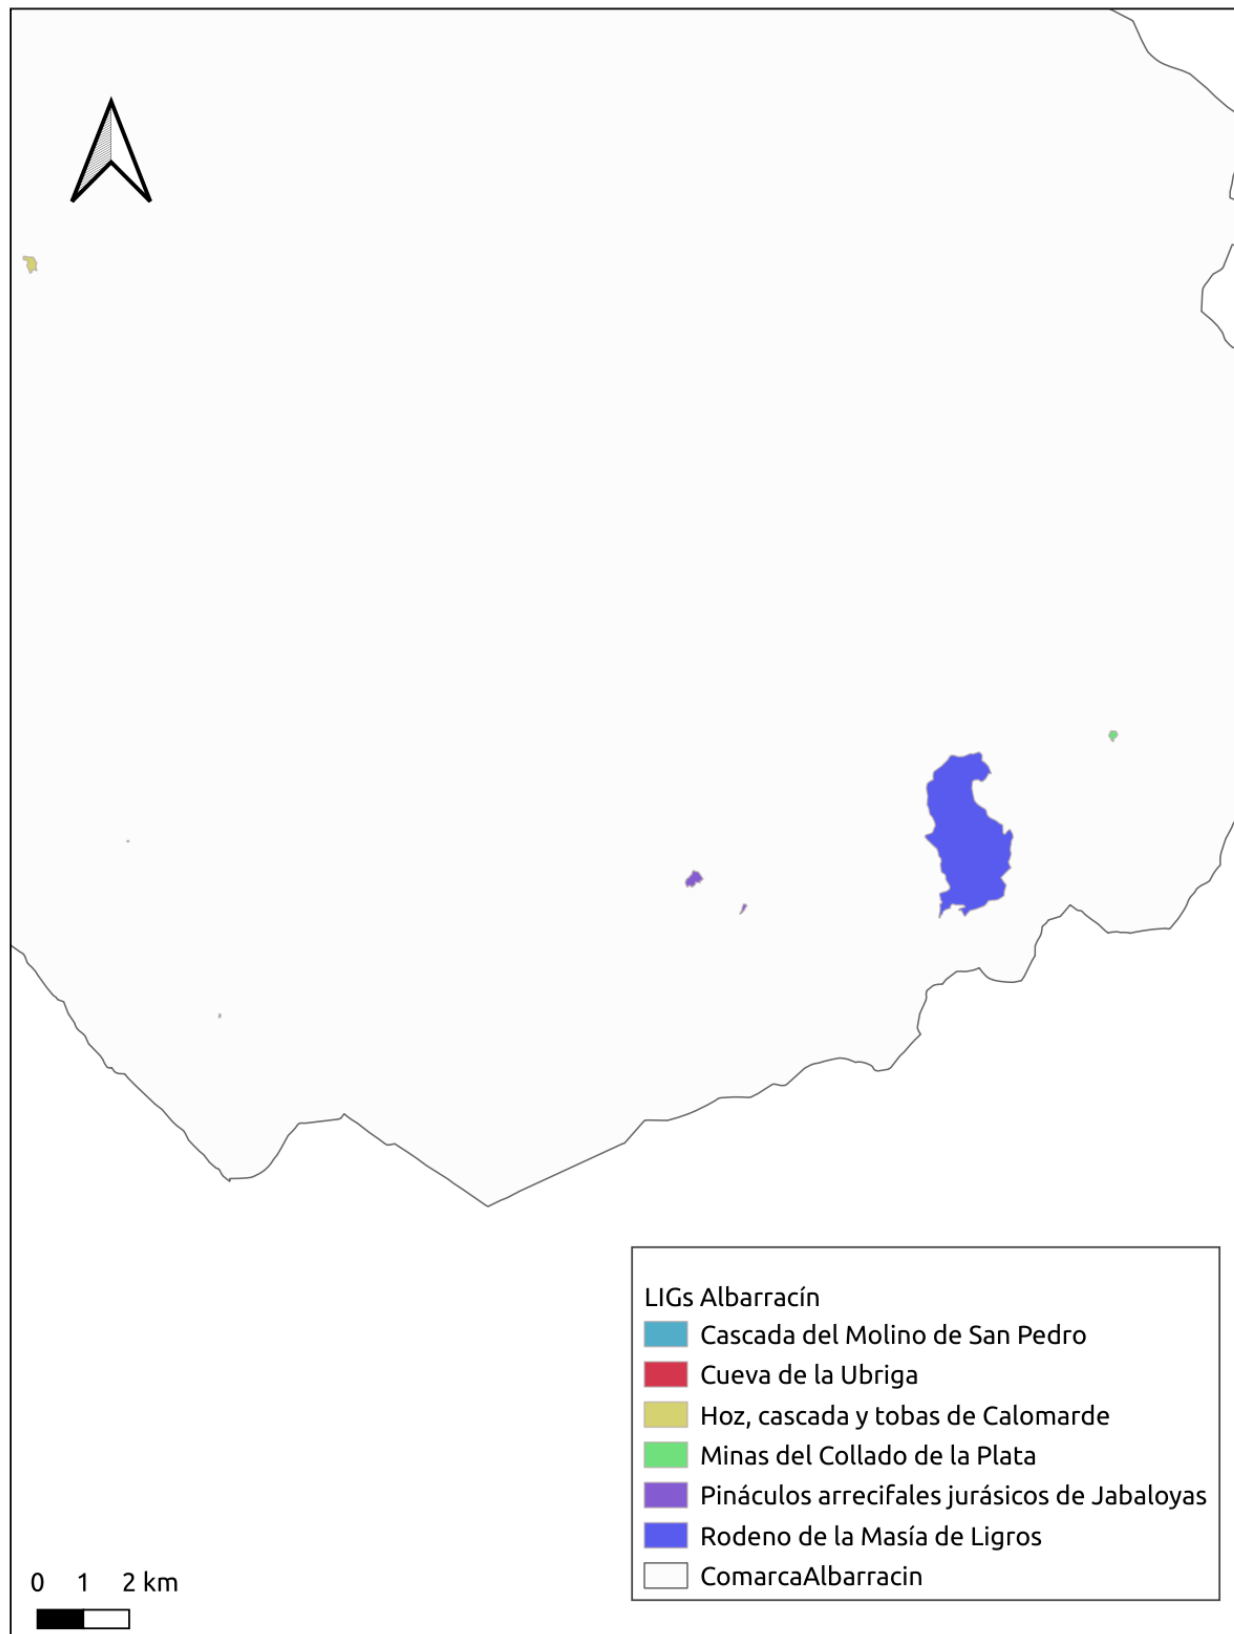 LIGs Albarracín
Cascada del Molino de San Pedro
Cueva de la Ubriga
Hoz, cascada y tobas de Calomarde
Minas del Collado de la Plata
Pináculos arrecifales jurásicos de Jabaloyas
Rodeno de la Masía de Ligros
ComarcaAlbarracin
0 1 2 km